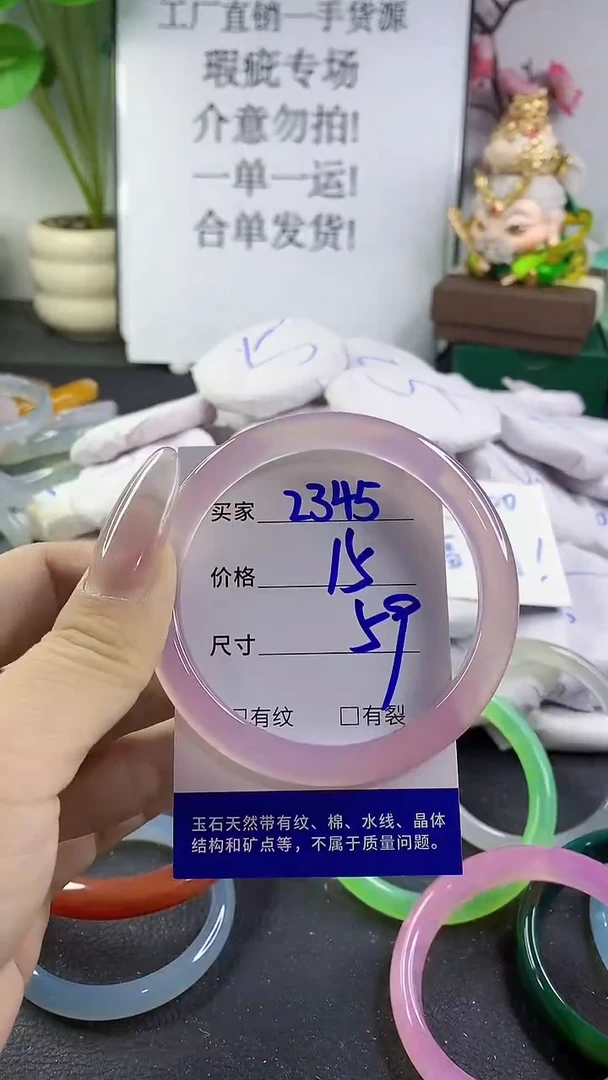 工厂直销一手货源
瑕疵专场
介意勿拍!
一单一运!
合单发货!
15
买家 2345
价格 15
尺寸 59
□有纹 □有裂
玉石天然带有纹、棉、水线、晶体
结构和矿点等，不属于质量问题。